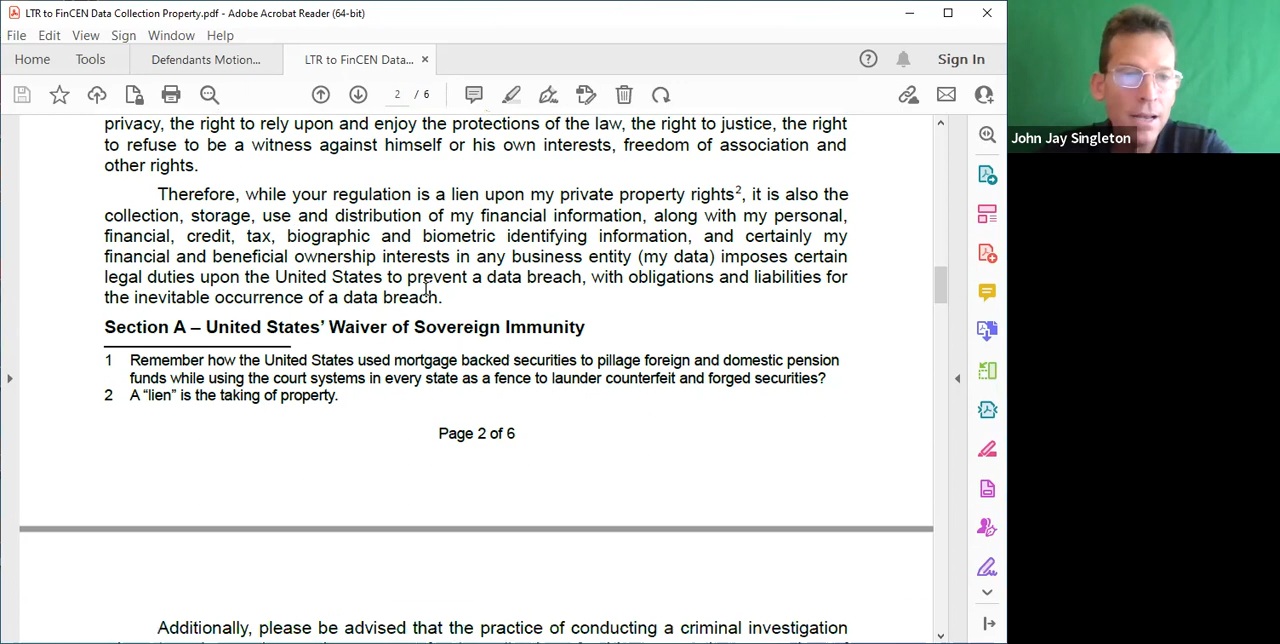 LTR to FinCEN Data Collection Property.pdf - Adobe Acrobat Reader (64-bit)
File Edit View Sign Window Help
Home Tools Defendants Motion... LTR to FinCEN Data... × Sign In
2 / 6
privacy, the right to rely upon and enjoy the protections of the law, the right to justice, the right
to refuse to be a witness against himself or his own interests, freedom of association and
other rights.
Therefore, while your regulation is a lien upon my private property rights², it is also the
collection, storage, use and distribution of my financial information, along with my personal,
financial, credit, tax, biographic and biometric identifying information, and certainly my
financial and beneficial ownership interests in any business entity (my data) imposes certain
legal duties upon the United States to prevent a data breach, with obligations and liabilities for
the inevitable occurrence of a data breach.
Section A – United States’ Waiver of Sovereign Immunity
1 Remember how the United States used mortgage backed securities to pillage foreign and domestic pension
funds while using the court systems in every state as a fence to launder counterfeit and forged securities?
2 A “lien” is the taking of property.
Page 2 of 6
Additionally, please be advised that the practice of conducting a criminal investigation
John Jay Singleton